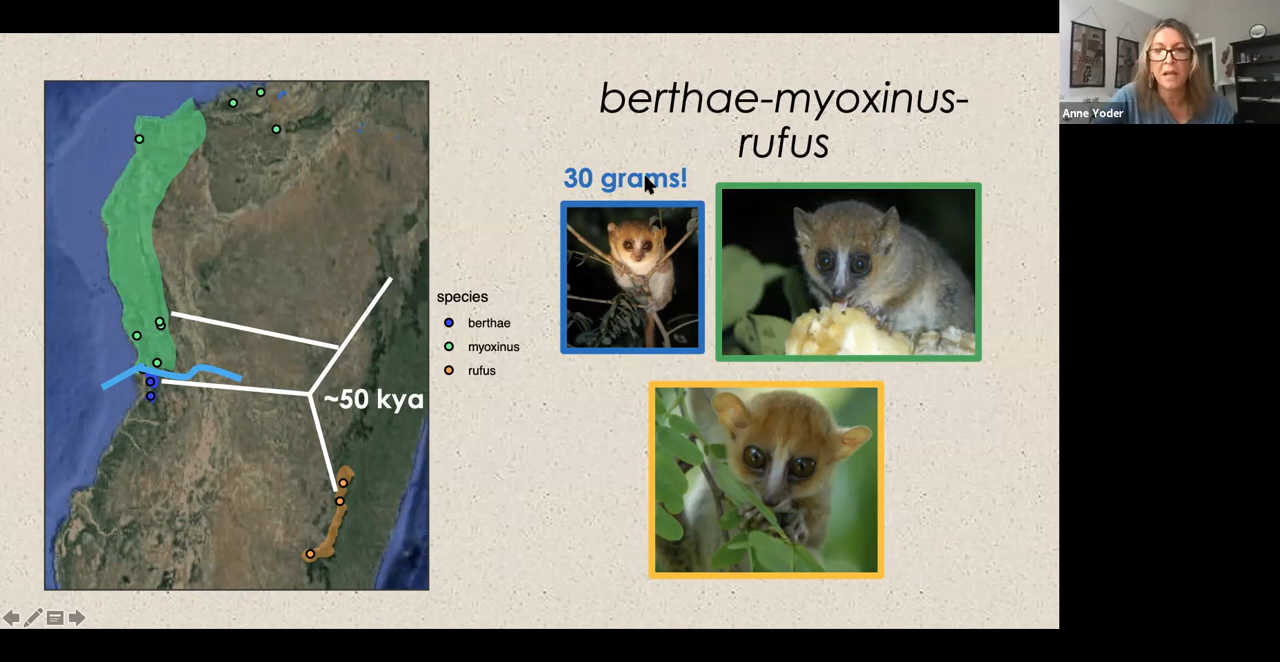 berthae-myoxinus-
rufus
30 grams!
species
berthae
myoxinus
rufus
~50 kya
Anne Yoder